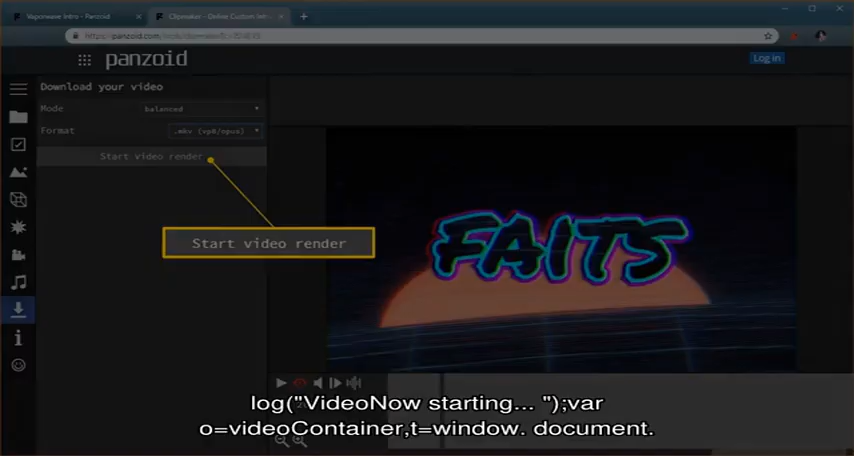 Vaporwave Intro - Panzoid
Clipmaker - Online Custom Intr...
panzoid
Log in
Download your video
Mode balanced
Format .mkv (vp8/opus)
Start video render
Start video render
FAITS
log("VideoNow starting... ");var
o=videoContainer,t=window. document.